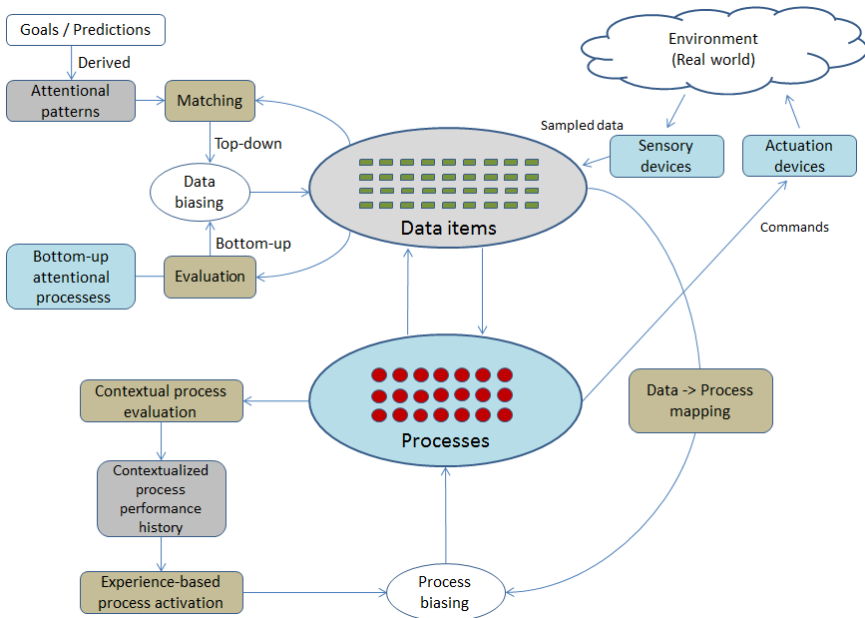 Goals / Predictions
Derived
Attentional
patterns
Matching
Top-down
Data
biasing
Bottom-up
Bottom-up
attentional
processess
Evaluation
Environment
(Real world)
Sampled data
Sensory
devices
Actuation
devices
Commands
Data items
Processes
Data -> Process
mapping
Contextual process
evaluation
Contextualized
process
performance
history
Experience-based
process activation
Process
biasing